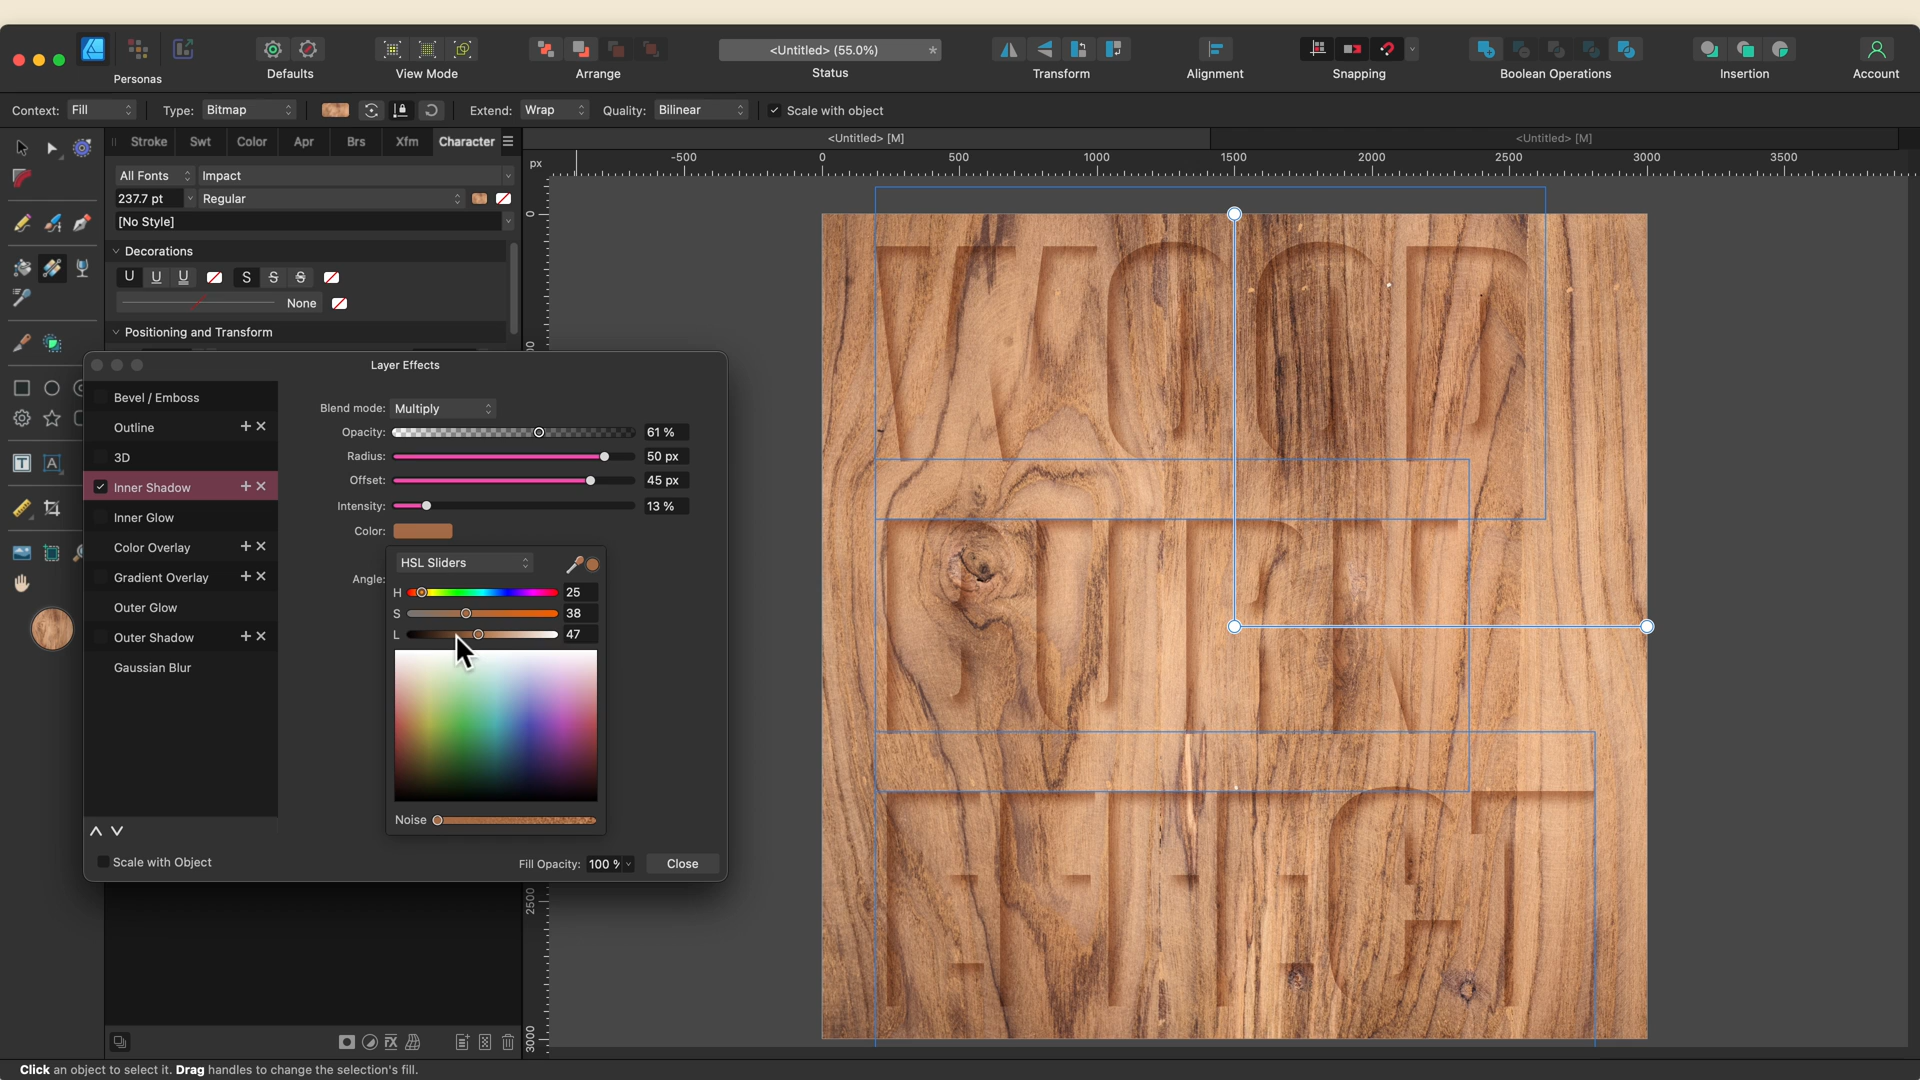 <Untitled> (55.0%)
*
Personas
Defaults
View Mode
Arrange
Status
Transform
Alignment
Snapping
Boolean Operations
Insertion
Account
Context: Fill
Type: Bitmap
Extend: Wrap
Quality: Bilinear
Scale with object
Stroke Swt Color Apr Brs Xfm Character
<Untitled> [M]
<Untitled> [M]
px -500 0 500 1000 1500 2000 2500 3000 3500
All Fonts Impact
237.7 pt Regular
[No Style]
0
Decorations
U U U S S S
None
Positioning and Transform
Layer Effects
Bevel / Emboss
Outline
3D
Inner Shadow
Inner Glow
Color Overlay
Gradient Overlay
Outer Glow
Outer Shadow
Gaussian Blur
Blend mode: Multiply
Opacity: 61 %
Radius: 50 px
Offset: 45 px
Intensity: 13 %
Color:
Angle:
HSL Sliders
H 25
S 38
L 47
Noise
Scale with Object
Fill Opacity: 100 %
Close
2500
3000
WOOD
CUTIN
EFFECT
Click an object to select it. Drag handles to change the selection's fill.